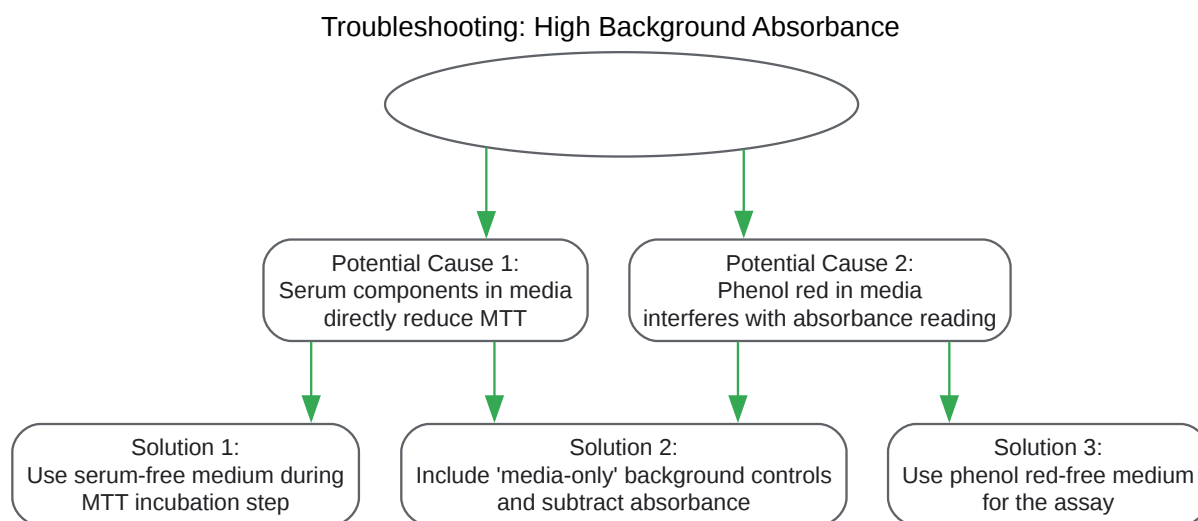 Troubleshooting: High Background Absorbance
Potential Cause 1:
Serum components in media
directly reduce MTT
Potential Cause 2:
Phenol red in media
interferes with absorbance reading
Solution 1:
Use serum-free medium during
MTT incubation step
Solution 2:
Include 'media-only' background controls
and subtract absorbance
Solution 3:
Use phenol red-free medium
for the assay